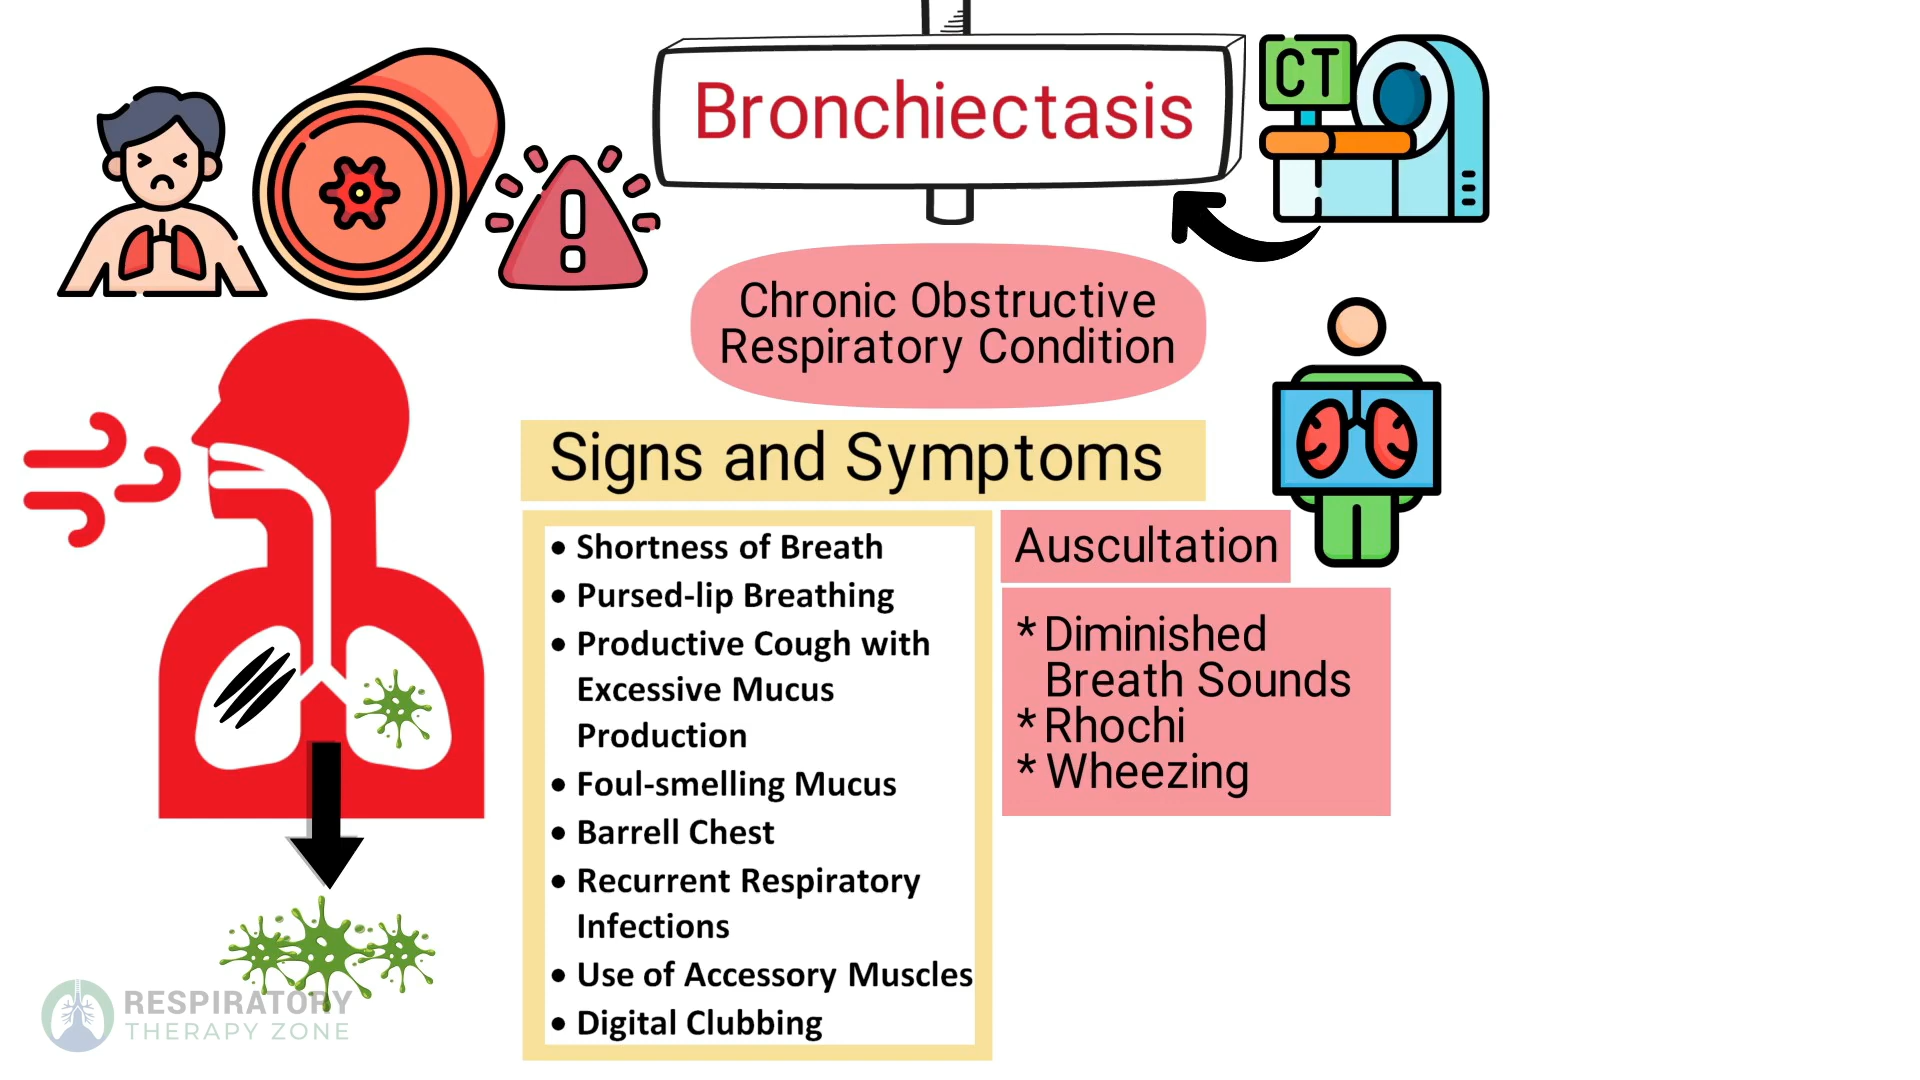 Bronchiectasis
CT
Chronic Obstructive
Respiratory Condition
Signs and Symptoms
• Shortness of Breath
• Pursed-lip Breathing
• Productive Cough with
Excessive Mucus
Production
• Foul-smelling Mucus
• Barrell Chest
• Recurrent Respiratory
Infections
• Use of Accessory Muscles
• Digital Clubbing
Auscultation
* Diminished
Breath Sounds
* Rhochi
* Wheezing
RESPIRATORY
THERAPY ZONE